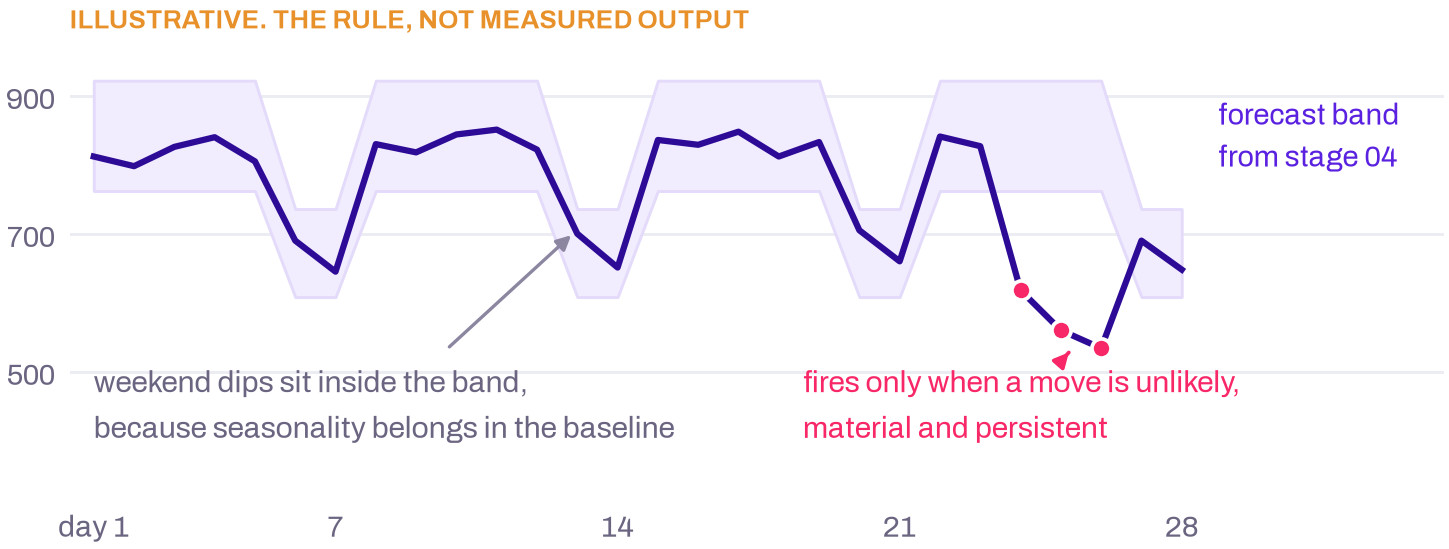 ILLUSTRATIVE. THE RULE, NOT MEASURED OUTPUT
900
forecast band
from stage 04
700
500
weekend dips sit inside the band,
because seasonality belongs in the baseline
fires only when a move is unlikely,
material and persistent
day 1
7
14
21
28